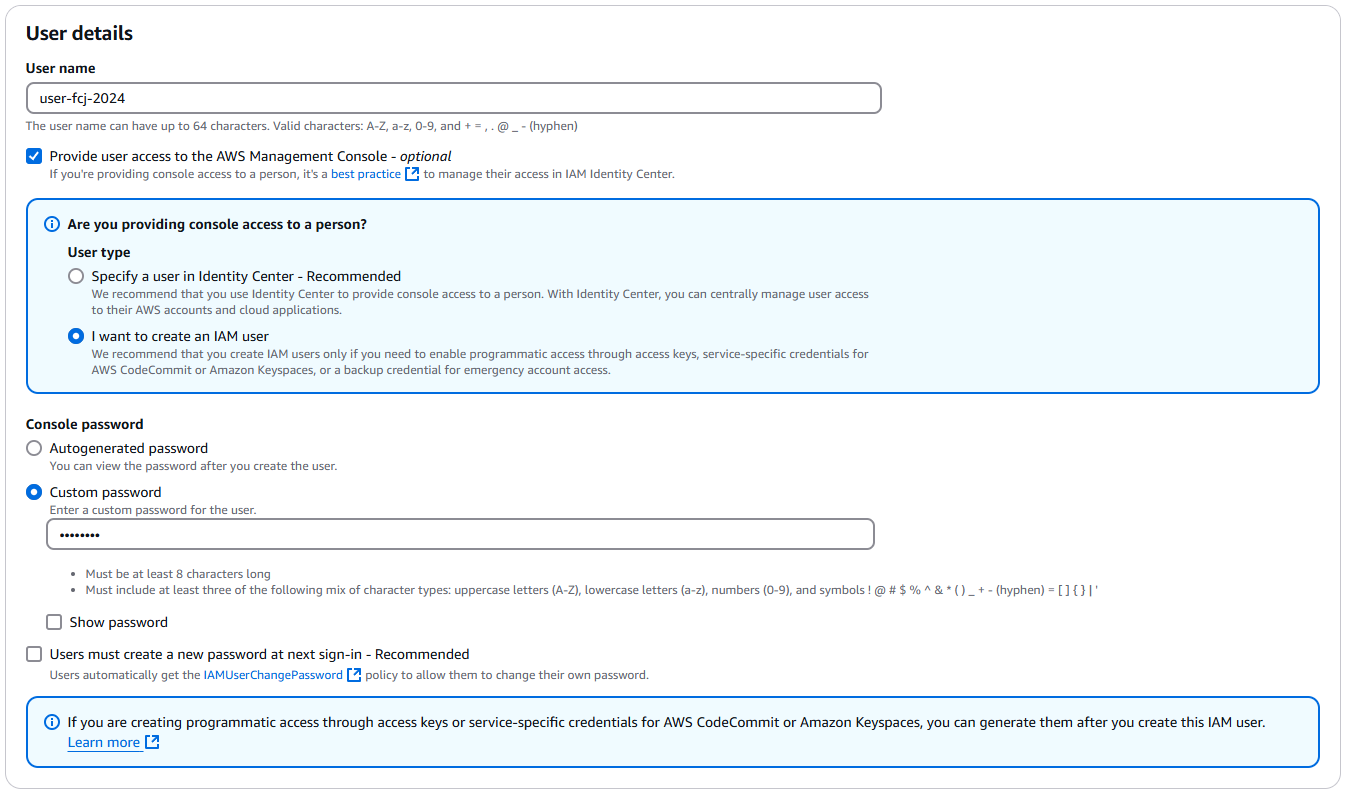 User details
User name
user-fcj-2024
The user name can have up to 64 characters. Valid characters: A-Z, a-z, 0-9, and + = , . @ _ - (hyphen)
Provide user access to the AWS Management Console - optional
If you're providing console access to a person, it's a best practice to manage their access in IAM Identity Center.
Are you providing console access to a person?
User type
Specify a user in Identity Center - Recommended
We recommend that you use Identity Center to provide console access to a person. With Identity Center, you can centrally manage user access
to their AWS accounts and cloud applications.
I want to create an IAM user
We recommend that you create IAM users only if you need to enable programmatic access through access keys, service-specific credentials for
AWS CodeCommit or Amazon Keyspaces, or a backup credential for emergency account access.
Console password
Autogenerated password
You can view the password after you create the user.
Custom password
Enter a custom password for the user.
••••••••
• Must be at least 8 characters long
• Must include at least three of the following mix of character types: uppercase letters (A-Z), lowercase letters (a-z), numbers (0-9), and symbols ! @ # $ % ^ & * ( ) _ + - (hyphen) = [ ] { } | '
Show password
Users must create a new password at next sign-in - Recommended
Users automatically get the IAMUserChangePassword policy to allow them to change their own password.
If you are creating programmatic access through access keys or service-specific credentials for AWS CodeCommit or Amazon Keyspaces, you can generate them after you create this IAM user.
Learn more